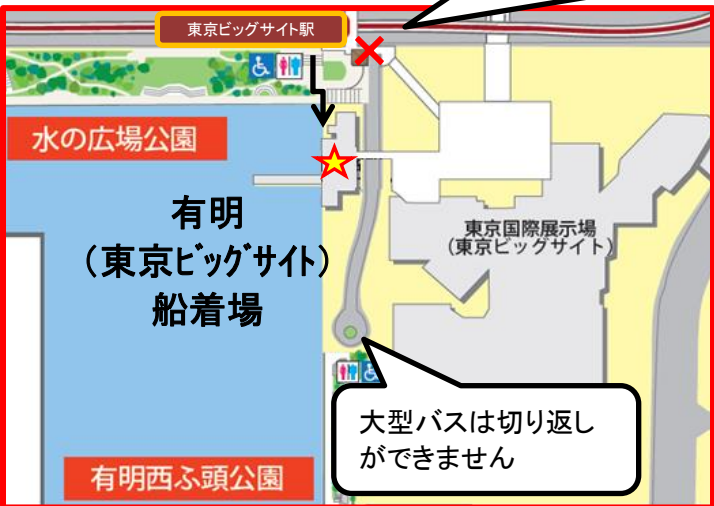 東京ビッグサイト駅
水の広場公園
有明
(東京ビッグサイト)
船着場
東京国際展示場
(東京ビッグサイト)
大型バスは切り返し
ができません
有明西ふ頭公園